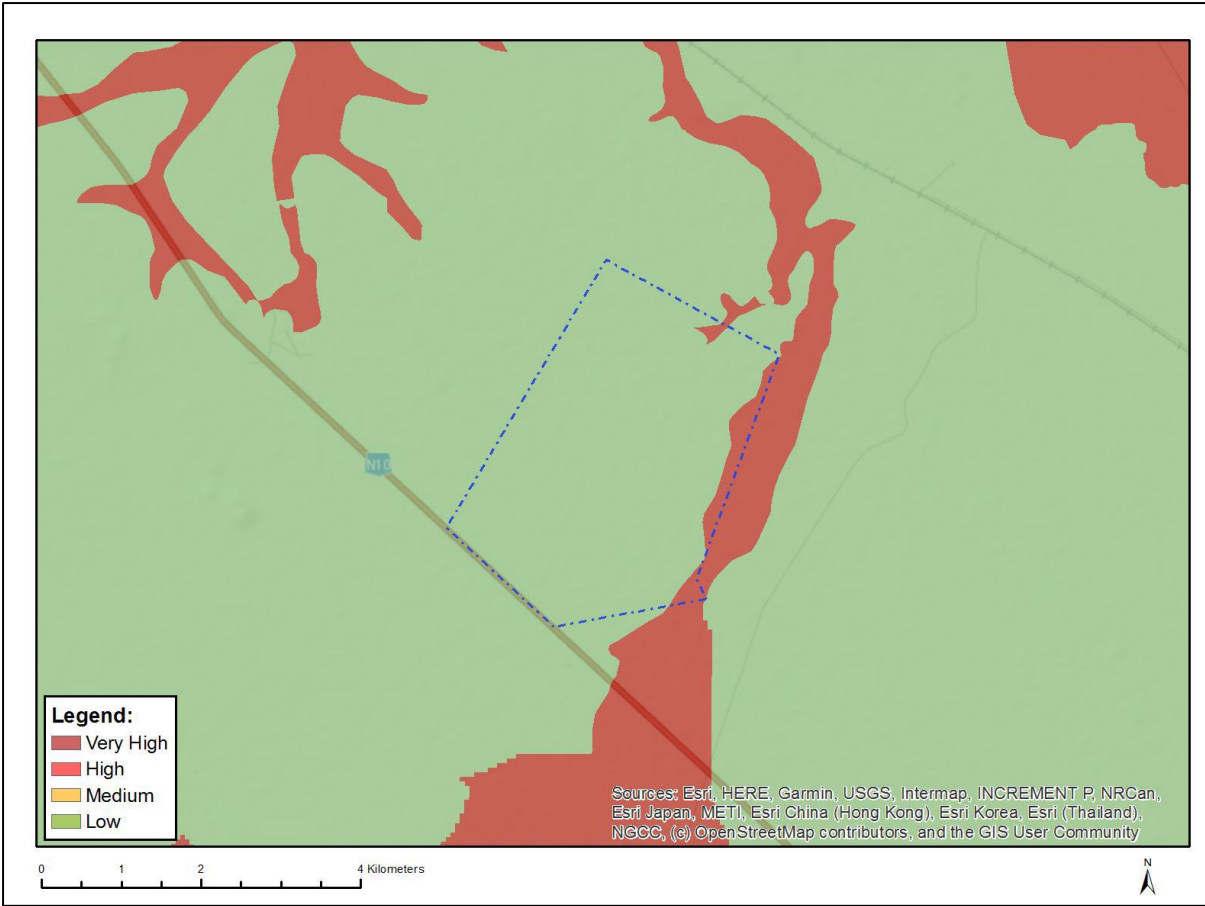 N10
Legend:
Very High
High
Medium
Low
Sources: Esri, HERE, Garmin, USGS, Intermap, INCREMENT P, NRCan,
Esri Japan, METI, Esri China (Hong Kong), Esri Korea, Esri (Thailand),
NGCC, (c) OpenStreetMap contributors, and the GIS User Community
0 1 2 4 Kilometers
N